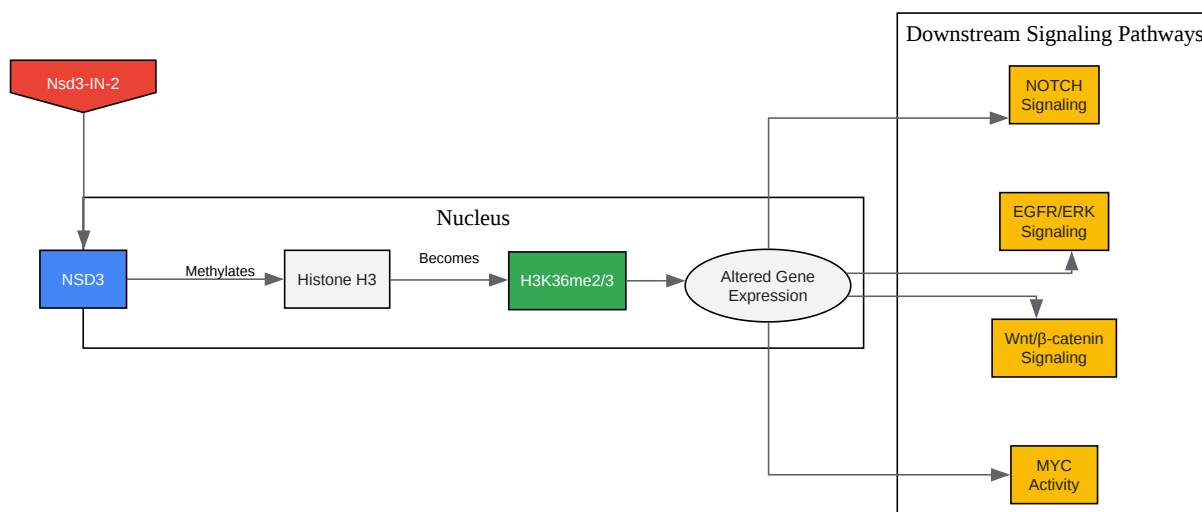 Downstream Signaling Pathways
Nsd3-IN-2
NOTCH
Signaling
Nucleus
EGFR/ERK
Signaling
NSD3
Methylates
Histone H3
Becomes
H3K36me2/3
Altered Gene
Expression
Wnt/β-catenin
Signaling
MYC
Activity